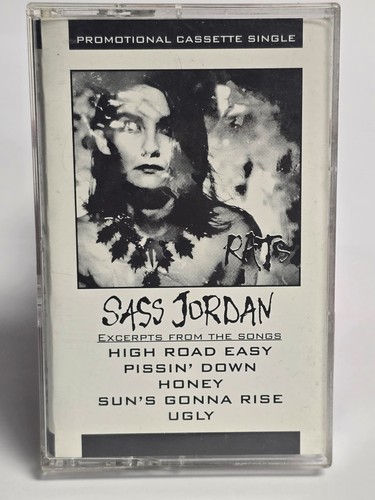 PROMOTIONAL CASSETTE SINGLE
RATS
SASS JORDAN
EXCERPTS FROM THE SONGS
HIGH ROAD EASY
PISSIN' DOWN
HONEY
SUN'S GONNA RISE
UGLY